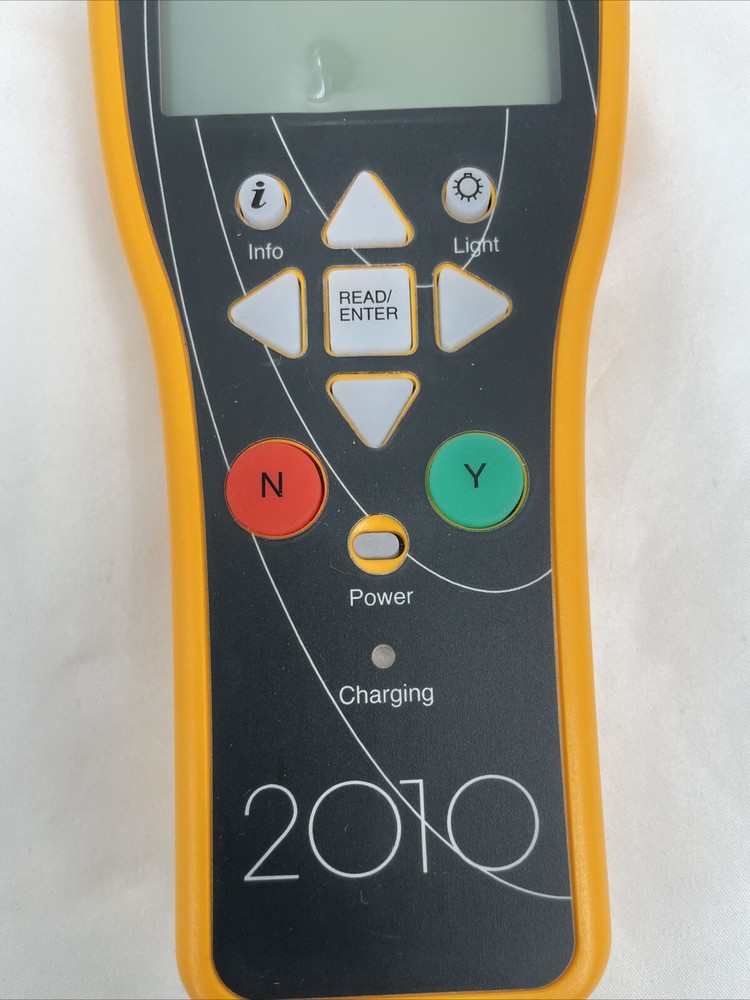 i
Info
Light
READ/
ENTER
N
Y
Power
Charging
2010